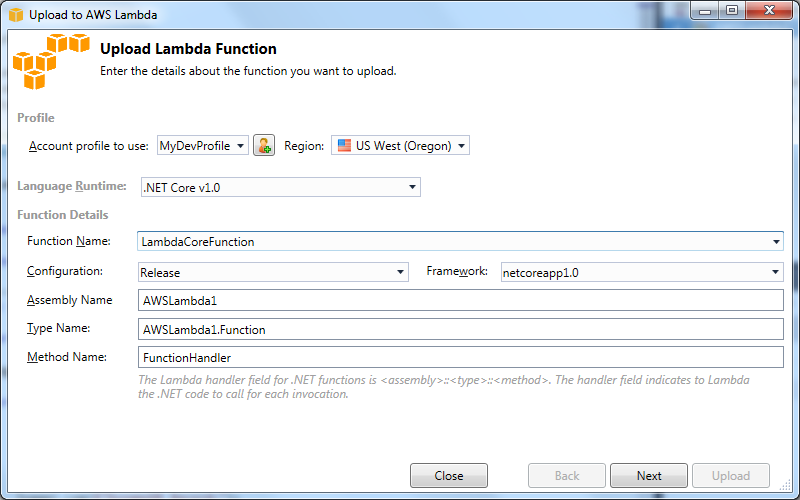 Upload to AWS Lambda
Upload Lambda Function
Enter the details about the function you want to upload.
Profile
Account profile to use: MyDevProfile Region: US West (Oregon)
Language Runtime: .NET Core v1.0
Function Details
Function Name: LambdaCoreFunction
Configuration: Release Framework: netcoreapp1.0
Assembly Name AWSLambda1
Type Name: AWSLambda1.Function
Method Name: FunctionHandler
The Lambda handler field for .NET functions is <assembly>::<type>::<method>. The handler field indicates to Lambda
the .NET code to call for each invocation.
Close Back Next Upload